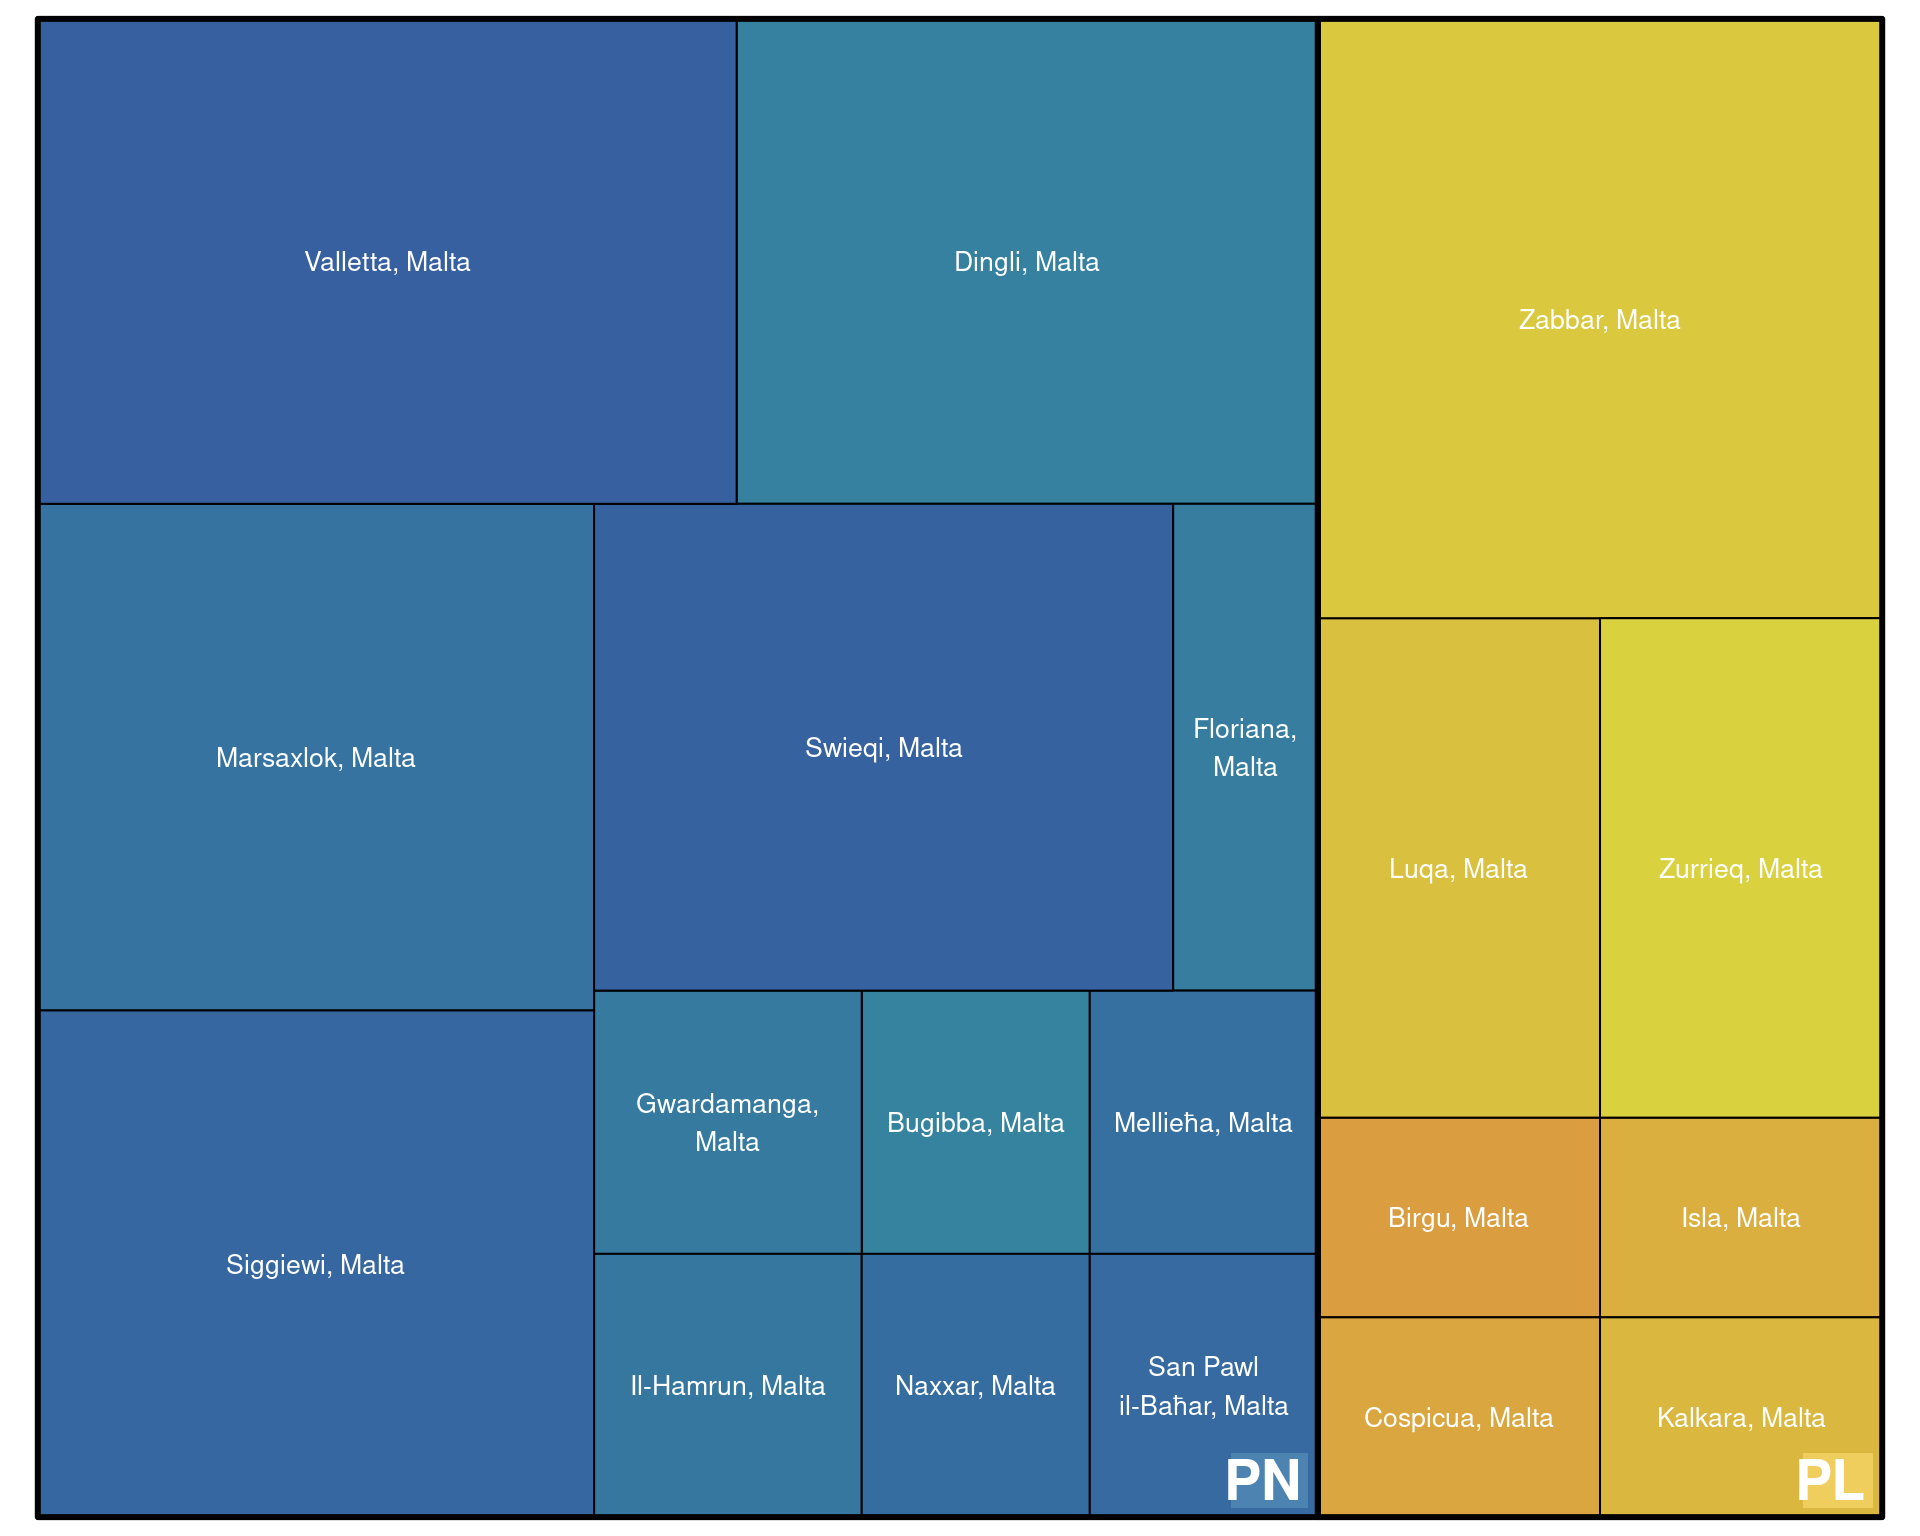 Valletta, Malta
Dingli, Malta
Zabbar, Malta
Marsaxlok, Malta
Swieqi, Malta
Floriana,
Malta
Luqa, Malta
Zurrieq, Malta
Siggiewi, Malta
Gwardamanga,
Malta
Bugibba, Malta
Mellieħa, Malta
Birgu, Malta
Isla, Malta
Il-Hamrun, Malta
Naxxar, Malta
San Pawl
il-Baħar, Malta
Cospicua, Malta
Kalkara, Malta
PN
PL